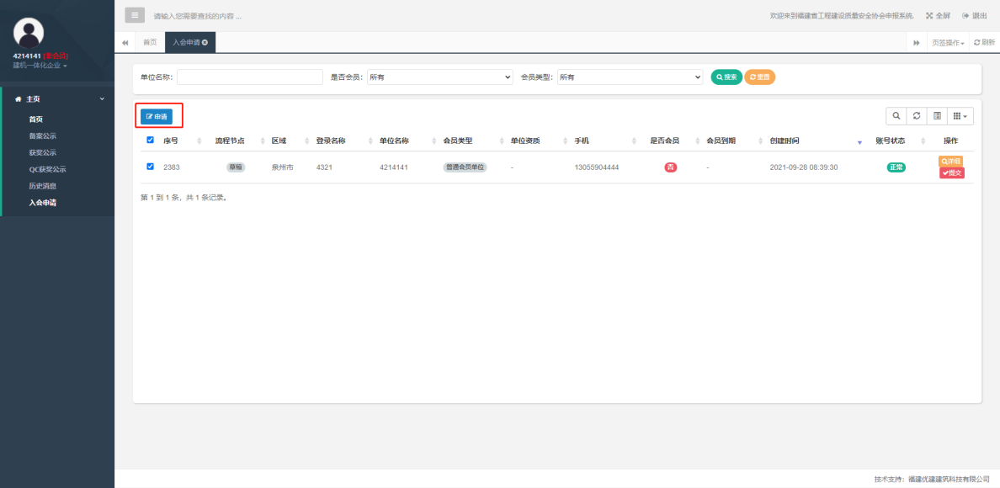 请输入您需要查找的内容 ...
欢迎来到福建省工程建设质量安全协会申报系统.
全屏
退出
4214141 [非会员]
建机一体化企业
主页
首页
备案公示
获奖公示
QC获奖公示
历史消息
入会申请
首页
入会申请
页签操作
刷新
单位名称:
是否会员: 所有
会员类型: 所有
搜索
重置
申请
序号 流程节点 区域 登录名称 单位名称 会员类型 单位资质 手机 是否会员 会员到期 创建时间 账号状态 操作
2383 草稿 泉州市 4321 4214141 普通会员单位 - 13055904444 否 - 2021-09-28 08:39:30 正常 详细
提交
第 1 到 1 条，共 1 条记录。
技术支持：福建优建建筑科技有限公司